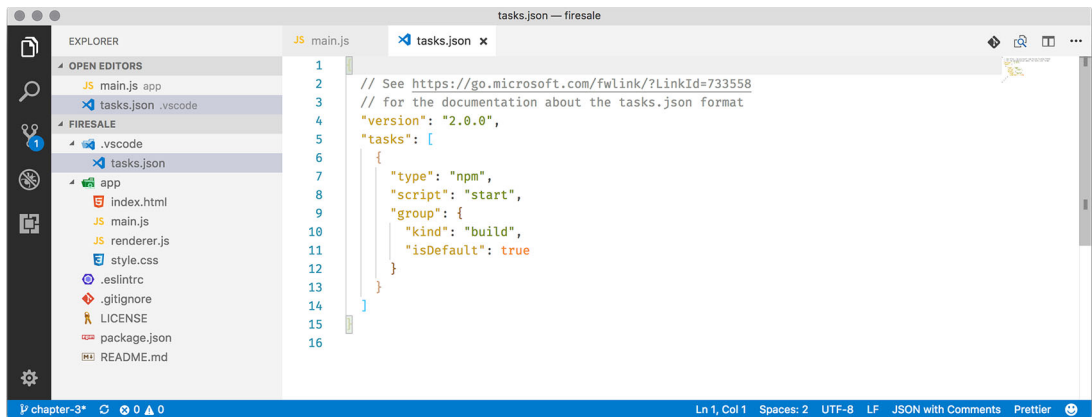 tasks.json — firesale
EXPLORER
OPEN EDITORS
JS main.js app
tasks.json .vscode
FIRESALE
.vscode
tasks.json
app
index.html
JS main.js
JS renderer.js
style.css
.eslintrc
.gitignore
LICENSE
package.json
README.md
1
JS main.js
tasks.json ×
1 {
2 // See https://go.microsoft.com/fwlink/?LinkId=733558
3 // for the documentation about the tasks.json format
4 "version": "2.0.0",
5 "tasks": [
6 {
7 "type": "npm",
8 "script": "start",
9 "group": {
10 "kind": "build",
11 "isDefault": true
12 }
13 }
14 ]
15 }
16
chapter-3* 0 0 Ln 1, Col 1 Spaces: 2 UTF-8 LF JSON with Comments Prettier